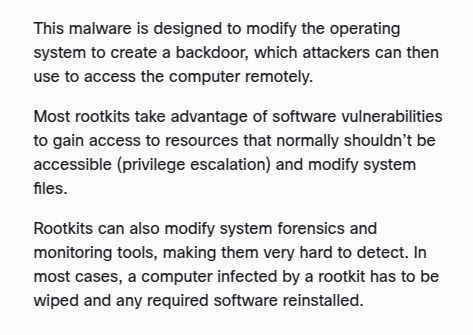 This malware is designed to modify the operating
system to create a backdoor, which attackers can then
use to access the computer remotely.
Most rootkits take advantage of software vulnerabilities
to gain access to resources that normally shouldn’t be
accessible (privilege escalation) and modify system
files.
Rootkits can also modify system forensics and
monitoring tools, making them very hard to detect. In
most cases, a computer infected by a rootkit has to be
wiped and any required software reinstalled.